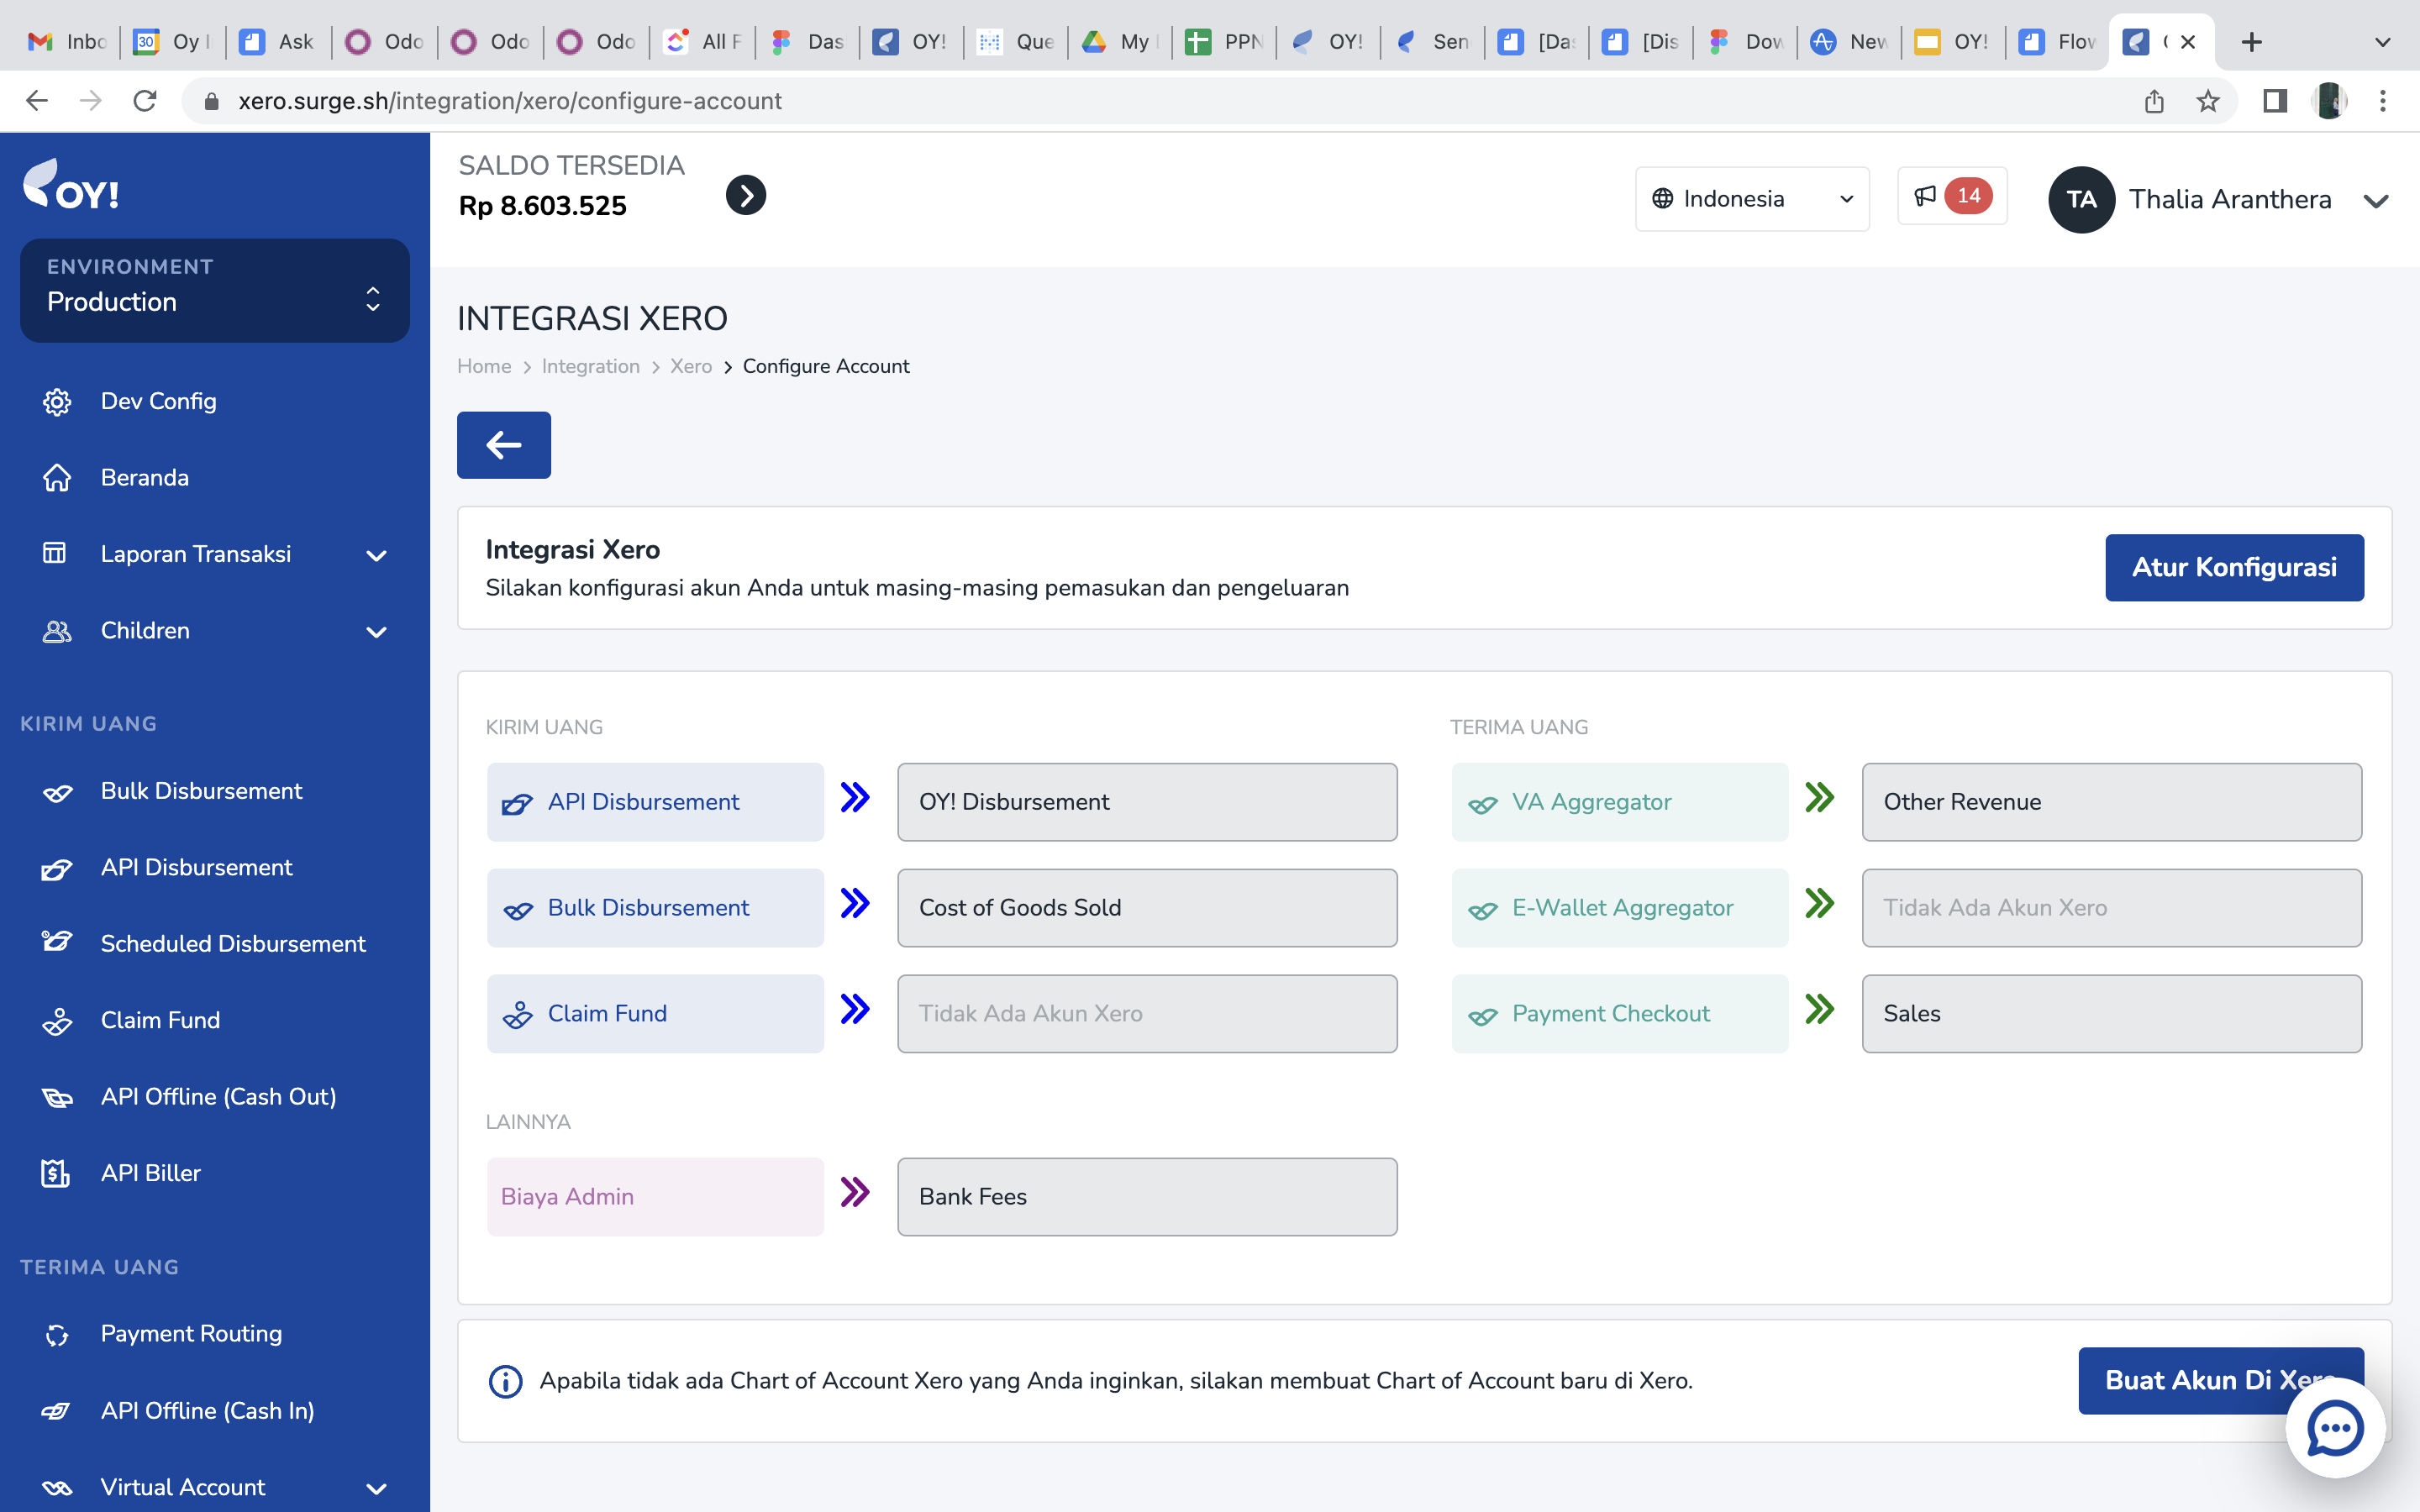 Inbo
Oy I
Ask
Odo
Odo
Odo
All F
Das
OY!
Que
My
PPN
OY!
Sen
[Da
[Dis
Dow
New
OY!
Flow
xero.surge.sh/integration/xero/configure-account
OY!
ENVIRONMENT
Production
Dev Config
Beranda
Laporan Transaksi
Children
KIRIM UANG
Bulk Disbursement
API Disbursement
Scheduled Disbursement
Claim Fund
API Offline (Cash Out)
API Biller
TERIMA UANG
Payment Routing
API Offline (Cash In)
Virtual Account
SALDO TERSEDIA
Rp 8.603.525
Indonesia
14
TA
Thalia Aranthera
INTEGRASI XERO
Home > Integration > Xero > Configure Account
Integrasi Xero
Silakan konfigurasi akun Anda untuk masing-masing pemasukan dan pengeluaran
Atur Konfigurasi
KIRIM UANG
API Disbursement
OY! Disbursement
Bulk Disbursement
Cost of Goods Sold
Claim Fund
Tidak Ada Akun Xero
TERIMA UANG
VA Aggregator
Other Revenue
E-Wallet Aggregator
Tidak Ada Akun Xero
Payment Checkout
Sales
LAINNYA
Biaya Admin
Bank Fees
Apabila tidak ada Chart of Account Xero yang Anda inginkan, silakan membuat Chart of Account baru di Xero.
Buat Akun Di Xero